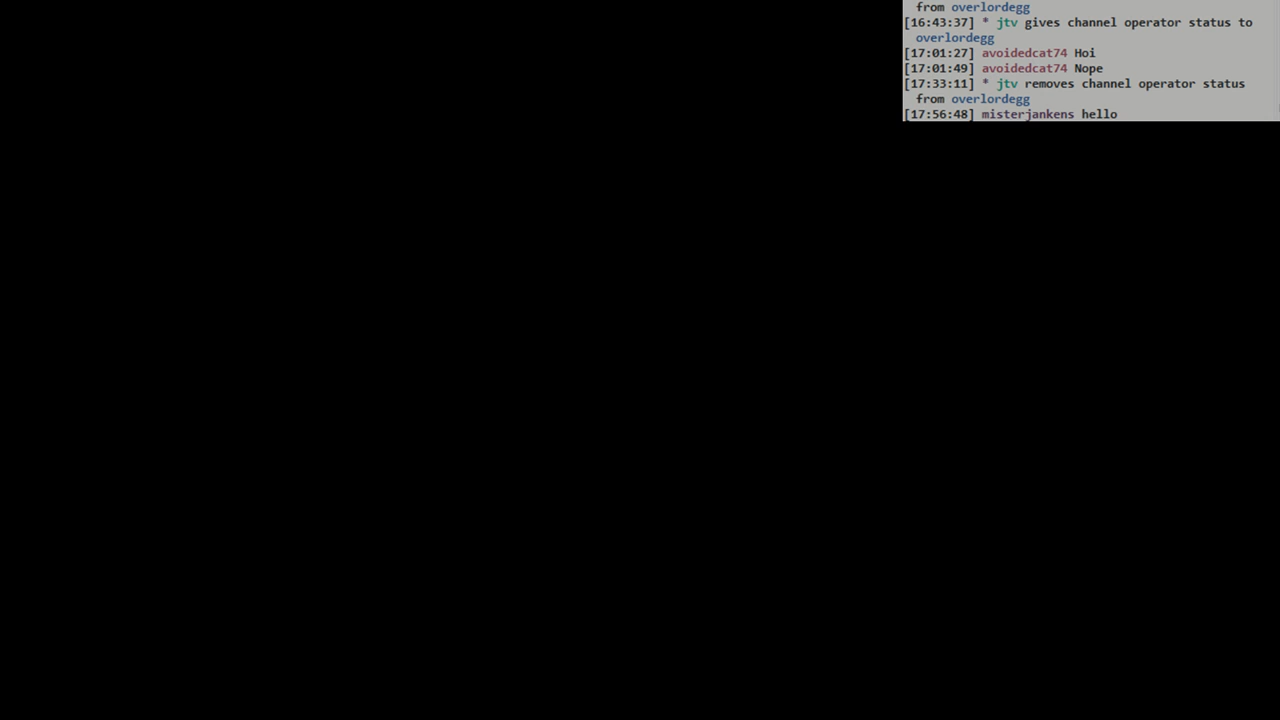 from overlordegg
[16:43:37] * jtv gives channel operator status to
overlordegg
[17:01:27] avoidedcat74 Hoi
[17:01:49] avoidedcat74 Nope
[17:33:11] * jtv removes channel operator status
from overlordegg
[17:56:48] misterjankens hello